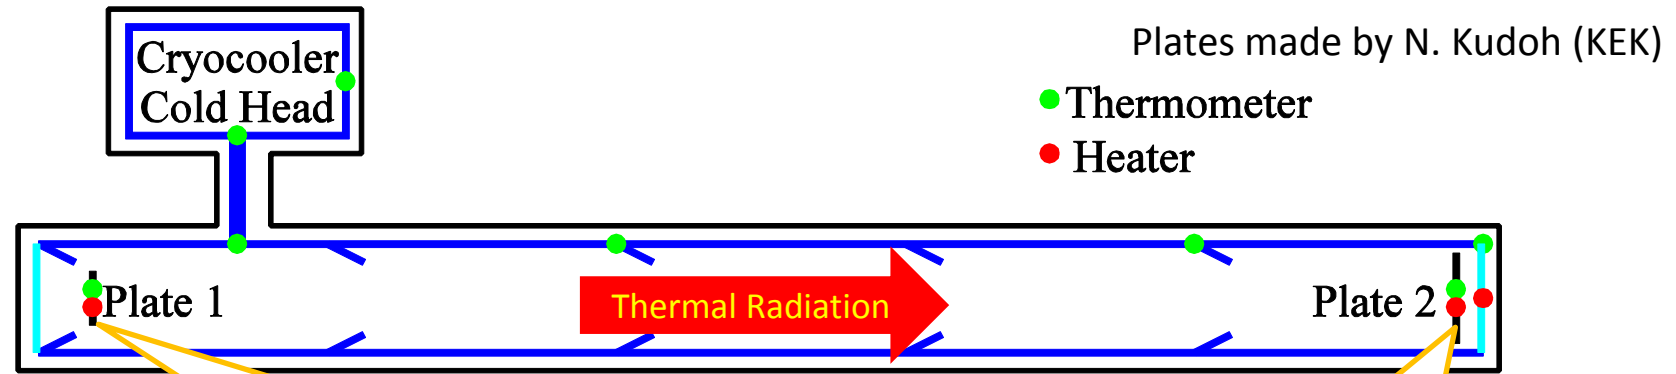 Cryocooler
Cold Head
Plates made by N. Kudoh (KEK)
Thermometer
Heater
Plate 1
Thermal Radiation
Plate 2